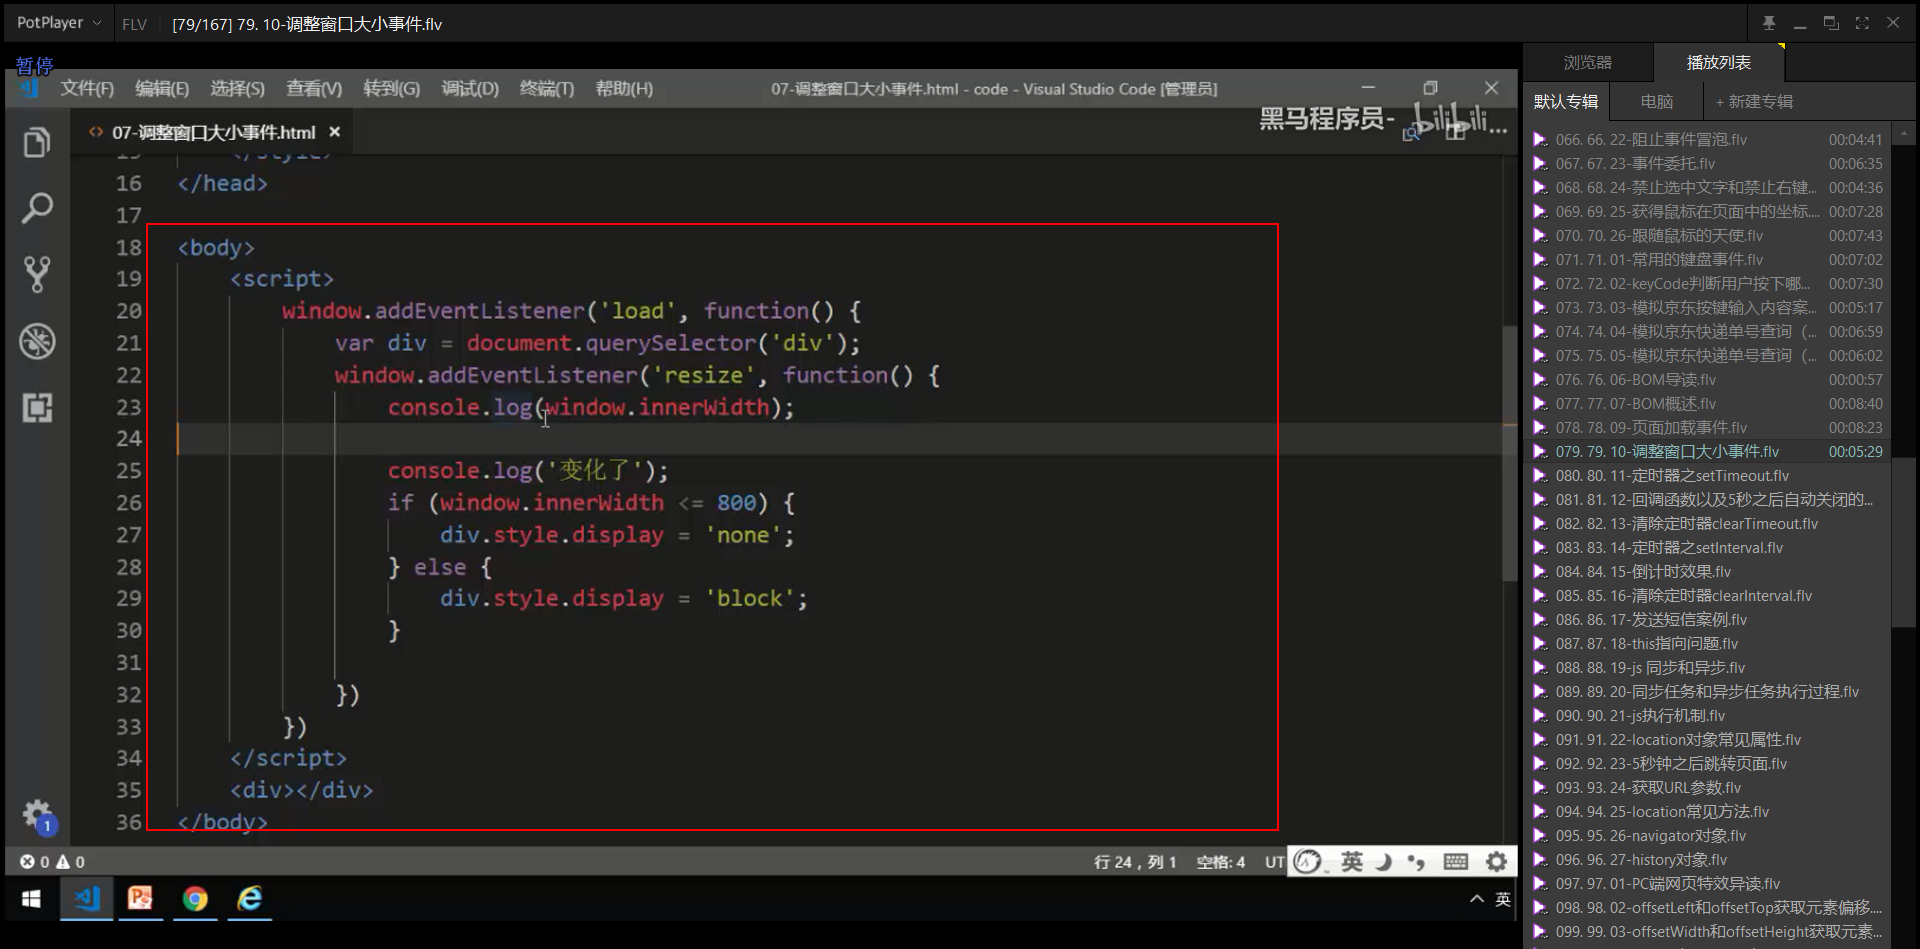 PotPlayer
FLV
[79/167] 79. 10-调整窗口大小事件.flv
暂停
文件(F) 编辑(E) 选择(S) 查看(V) 转到(G) 调试(D) 终端(T) 帮助(H)
07-调整窗口大小事件.html - code - Visual Studio Code [管理员]
07-调整窗口大小事件.html
黑马程序员-
bilibili
16 </head>
17
18 <body>
19 <script>
20 window.addEventListener('load', function() {
21 var div = document.querySelector('div');
22 window.addEventListener('resize', function() {
23 console.log(window.innerWidth);
24
25 console.log('变化了');
26 if (window.innerWidth <= 800) {
27 div.style.display = 'none';
28 } else {
29 div.style.display = 'block';
30 }
31
32 })
33 })
34 </script>
35 <div></div>
36 </body>
1
0 0
行 24，列 1 空格: 4 UT
英
英
浏览器 播放列表
默认专辑 电脑 + 新建专辑
066. 66. 22-阻止事件冒泡.flv 00:04:41
067. 67. 23-事件委托.flv 00:06:35
068. 68. 24-禁止选中文字和禁止右键... 00:04:36
069. 69. 25-获得鼠标在页面中的坐标.... 00:07:28
070. 70. 26-跟随鼠标的天使.flv 00:07:43
071. 71. 01-常用的键盘事件.flv 00:07:02
072. 72. 02-keyCode判断用户按下哪... 00:07:30
073. 73. 03-模拟京东按键输入内容案... 00:05:17
074. 74. 04-模拟京东快递单号查询（... 00:06:59
075. 75. 05-模拟京东快递单号查询（... 00:06:02
076. 76. 06-BOM导读.flv 00:00:57
077. 77. 07-BOM概述.flv 00:08:40
078. 78. 09-页面加载事件.flv 00:08:23
079. 79. 10-调整窗口大小事件.flv 00:05:29
080. 80. 11-定时器之setTimeout.flv
081. 81. 12-回调函数以及5秒之后自动关闭的...
082. 82. 13-清除定时器clearTimeout.flv
083. 83. 14-定时器之setInterval.flv
084. 84. 15-倒计时效果.flv
085. 85. 16-清除定时器clearInterval.flv
086. 86. 17-发送短信案例.flv
087. 87. 18-this指向问题.flv
088. 88. 19-js 同步和异步.flv
089. 89. 20-同步任务和异步任务执行过程.flv
090. 90. 21-js执行机制.flv
091. 91. 22-location对象常见属性.flv
092. 92. 23-5秒钟之后跳转页面.flv
093. 93. 24-获取URL参数.flv
094. 94. 25-location常见方法.flv
095. 95. 26-navigator对象.flv
096. 96. 27-history对象.flv
097. 97. 01-PC端网页特效导读.flv
098. 98. 02-offsetLeft和offsetTop获取元素偏移....
099. 99. 03-offsetWidth和offsetHeight获取元素...